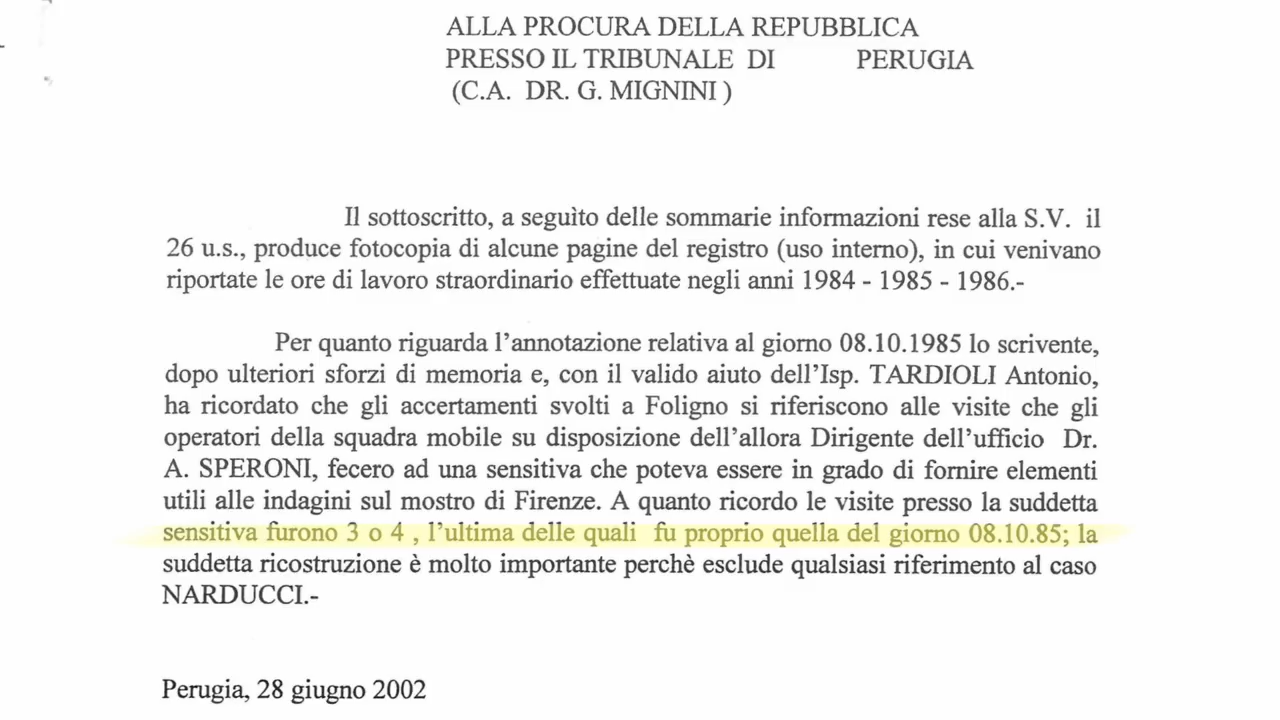 ALLA PROCURA DELLA REPUBBLICA
PRESSO IL TRIBUNALE DI PERUGIA
(C.A. DR. G. MIGNINI )
Il sottoscritto, a seguìto delle sommarie informazioni rese alla S.V. il
26 u.s., produce fotocopia di alcune pagine del registro (uso interno), in cui venivano
riportate le ore di lavoro straordinario effettuate negli anni 1984 - 1985 - 1986.-
Per quanto riguarda l'annotazione relativa al giorno 08.10.1985 lo scrivente,
dopo ulteriori sforzi di memoria e, con il valido aiuto dell'Isp. TARDIOLI Antonio,
ha ricordato che gli accertamenti svolti a Foligno si riferiscono alle visite che gli
operatori della squadra mobile su disposizione dell'allora Dirigente dell'ufficio Dr.
A. SPERONI, fecero ad una sensitiva che poteva essere in grado di fornire elementi
utili alle indagini sul mostro di Firenze. A quanto ricordo le visite presso la suddetta
sensitiva furono 3 o 4 , l'ultima delle quali fu proprio quella del giorno 08.10.85; la
suddetta ricostruzione è molto importante perchè esclude qualsiasi riferimento al caso
NARDUCCI.-
Perugia, 28 giugno 2002